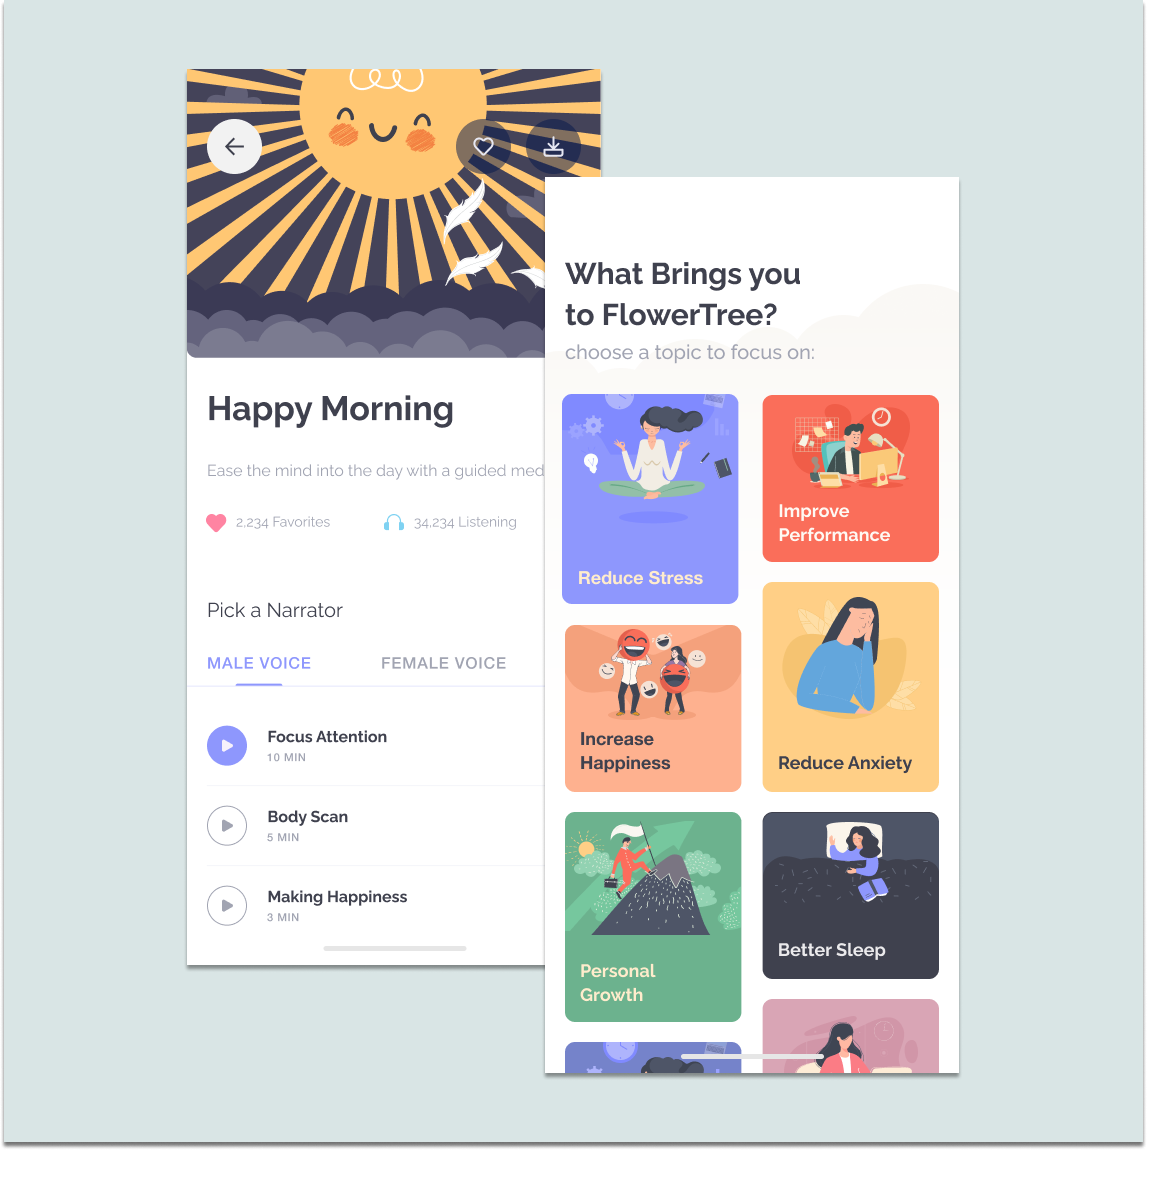 Happy Morning
Ease the mind into the day with a guided med
2,234 Favorites
34,234 Listening
Pick a Narrator
MALE VOICE
FEMALE VOICE
Focus Attention
10 MIN
Body Scan
5 MIN
Making Happiness
3 MIN
What Brings you
to FlowerTree?
choose a topic to focus on:
Reduce Stress
Improve
Performance
Increase
Happiness
Reduce Anxiety
Personal
Growth
Better Sleep